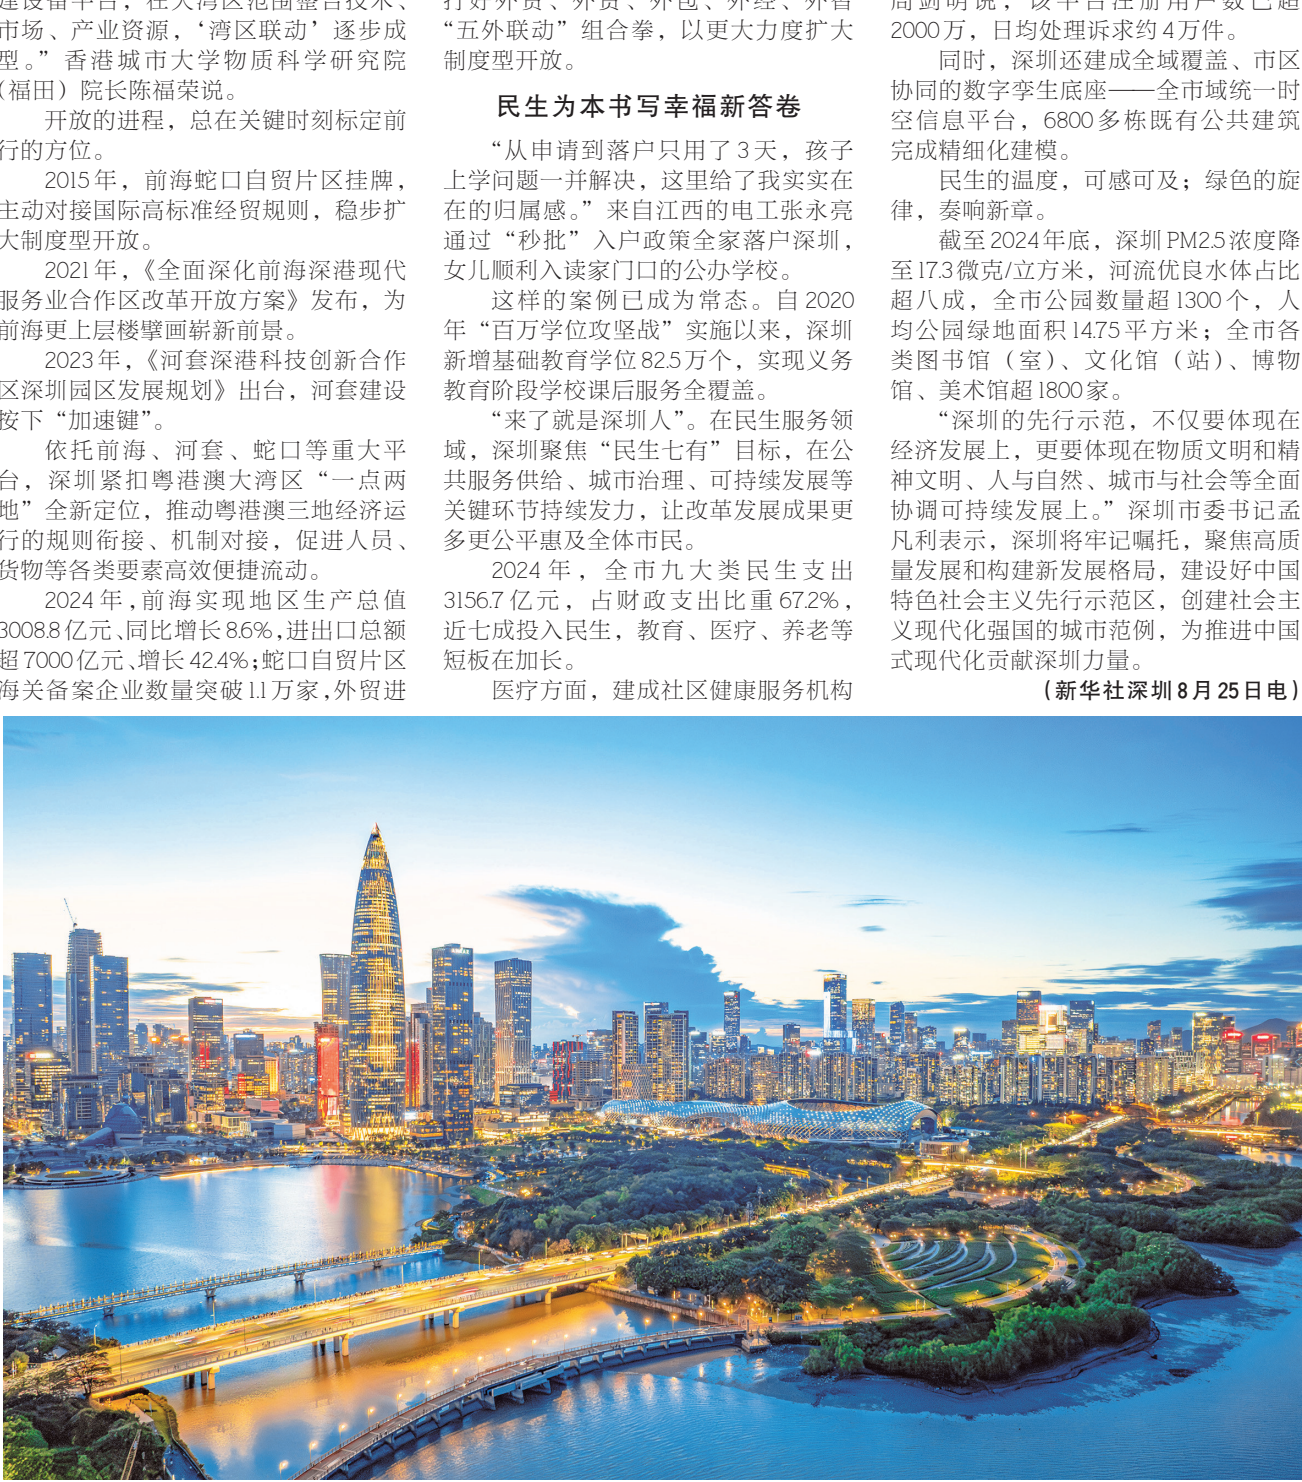 建设备平台，在大湾区范围整合技术、
市场、产业资源，‘湾区联动’逐步成
型。”香港城市大学物质科学研究院
（福田）院长陈福荣说。
开放的进程，总在关键时刻标定前
行的方位。
2015年，前海蛇口自贸片区挂牌，
主动对接国际高标准经贸规则，稳步扩
大制度型开放。
2021年，《全面深化前海深港现代
服务业合作区改革开放方案》发布，为
前海更上层楼擘画崭新前景。
2023年，《河套深港科技创新合作
区深圳园区发展规划》出台，河套建设
按下“加速键”。
依托前海、河套、蛇口等重大平
台，深圳紧扣粤港澳大湾区“一点两
地”全新定位，推动粤港澳三地经济运
行的规则衔接、机制对接，促进人员、
货物等各类要素高效便捷流动。
2024年，前海实现地区生产总值
3008.8亿元、同比增长8.6%，进出口总额
超7000亿元、增长42.4%；蛇口自贸片区
海关备案企业数量突破1.1万家，外贸进
打好外贸、外资、外包、外经、外智
“五外联动”组合拳，以更大力度扩大
制度型开放。
民生为本书写幸福新答卷
“从申请到落户只用了3天，孩子
上学问题一并解决，这里给了我实实在
在的归属感。”来自江西的电工张永亮
通过“秒批”入户政策全家落户深圳，
女儿顺利入读家门口的公办学校。
这样的案例已成为常态。自2020
年“百万学位攻坚战”实施以来，深圳
新增基础教育学位82.5万个，实现义务
教育阶段学校课后服务全覆盖。
“来了就是深圳人”。在民生服务领
域，深圳聚焦“民生七有”目标，在公
共服务供给、城市治理、可持续发展等
关键环节持续发力，让改革发展成果更
多更公平惠及全体市民。
2024年，全市九大类民生支出
3156.7亿元，占财政支出比重67.2%，
近七成投入民生，教育、医疗、养老等
短板在加长。
医疗方面，建成社区健康服务机构
局剑明说，该平台注册用户数已超
2000万，日均处理诉求约4万件。
同时，深圳还建成全域覆盖、市区
协同的数字孪生底座——全市域统一时
空信息平台，6800多栋既有公共建筑
完成精细化建模。
民生的温度，可感可及；绿色的旋
律，奏响新章。
截至2024年底，深圳PM2.5浓度降
至17.3微克/立方米，河流优良水体占比
超八成，全市公园数量超1300个，人
均公园绿地面积14.75平方米；全市各
类图书馆（室）、文化馆（站）、博物
馆、美术馆超1800家。
“深圳的先行示范，不仅要体现在
经济发展上，更要体现在物质文明和精
神文明、人与自然、城市与社会等全面
协调可持续发展上。”深圳市委书记孟
凡利表示，深圳将牢记嘱托，聚焦高质
量发展和构建新发展格局，建设好中国
特色社会主义先行示范区，创建社会主
义现代化强国的城市范例，为推进中国
式现代化贡献深圳力量。
（新华社深圳8月25日电）